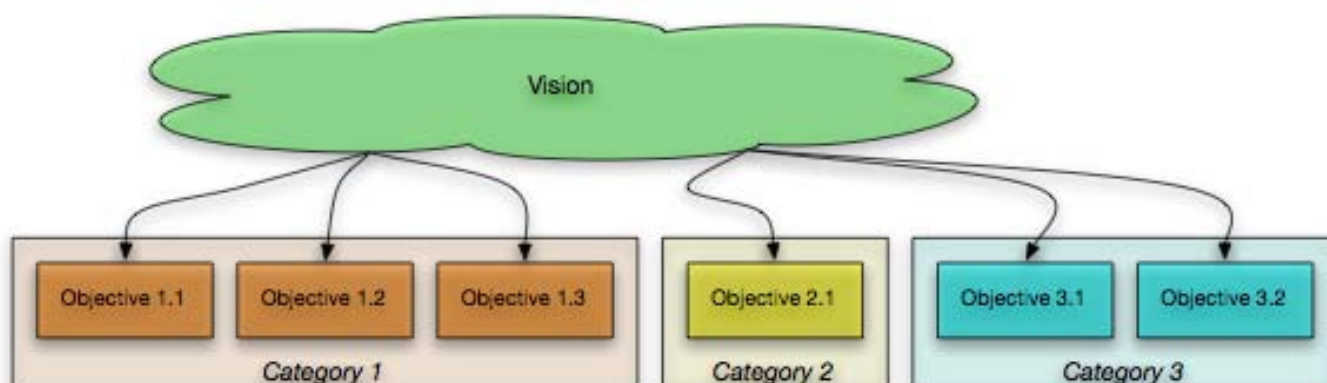 Vision
Objective 1.1
Objective 1.2
Objective 1.3
Objective 2.1
Objective 3.1
Objective 3.2
Category 1
Category 2
Category 3